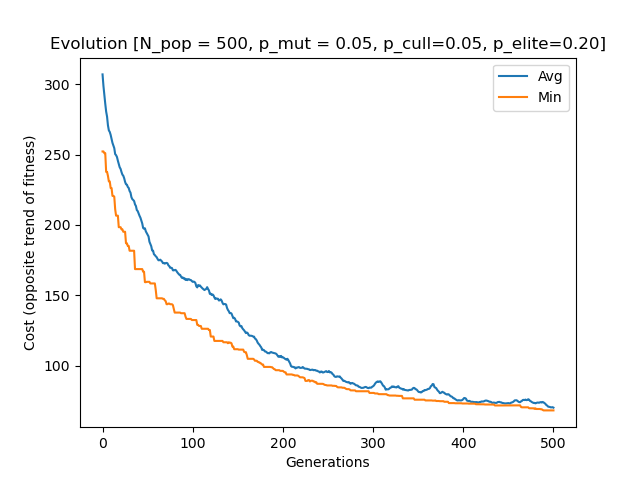 Evolution [N_pop = 500, p_mut = 0.05, p_cull=0.05, p_elite=0.20]
Avg
Min
Cost (opposite trend of fitness)
300
250
200
150
100
0 100 200 300 400 500
Generations